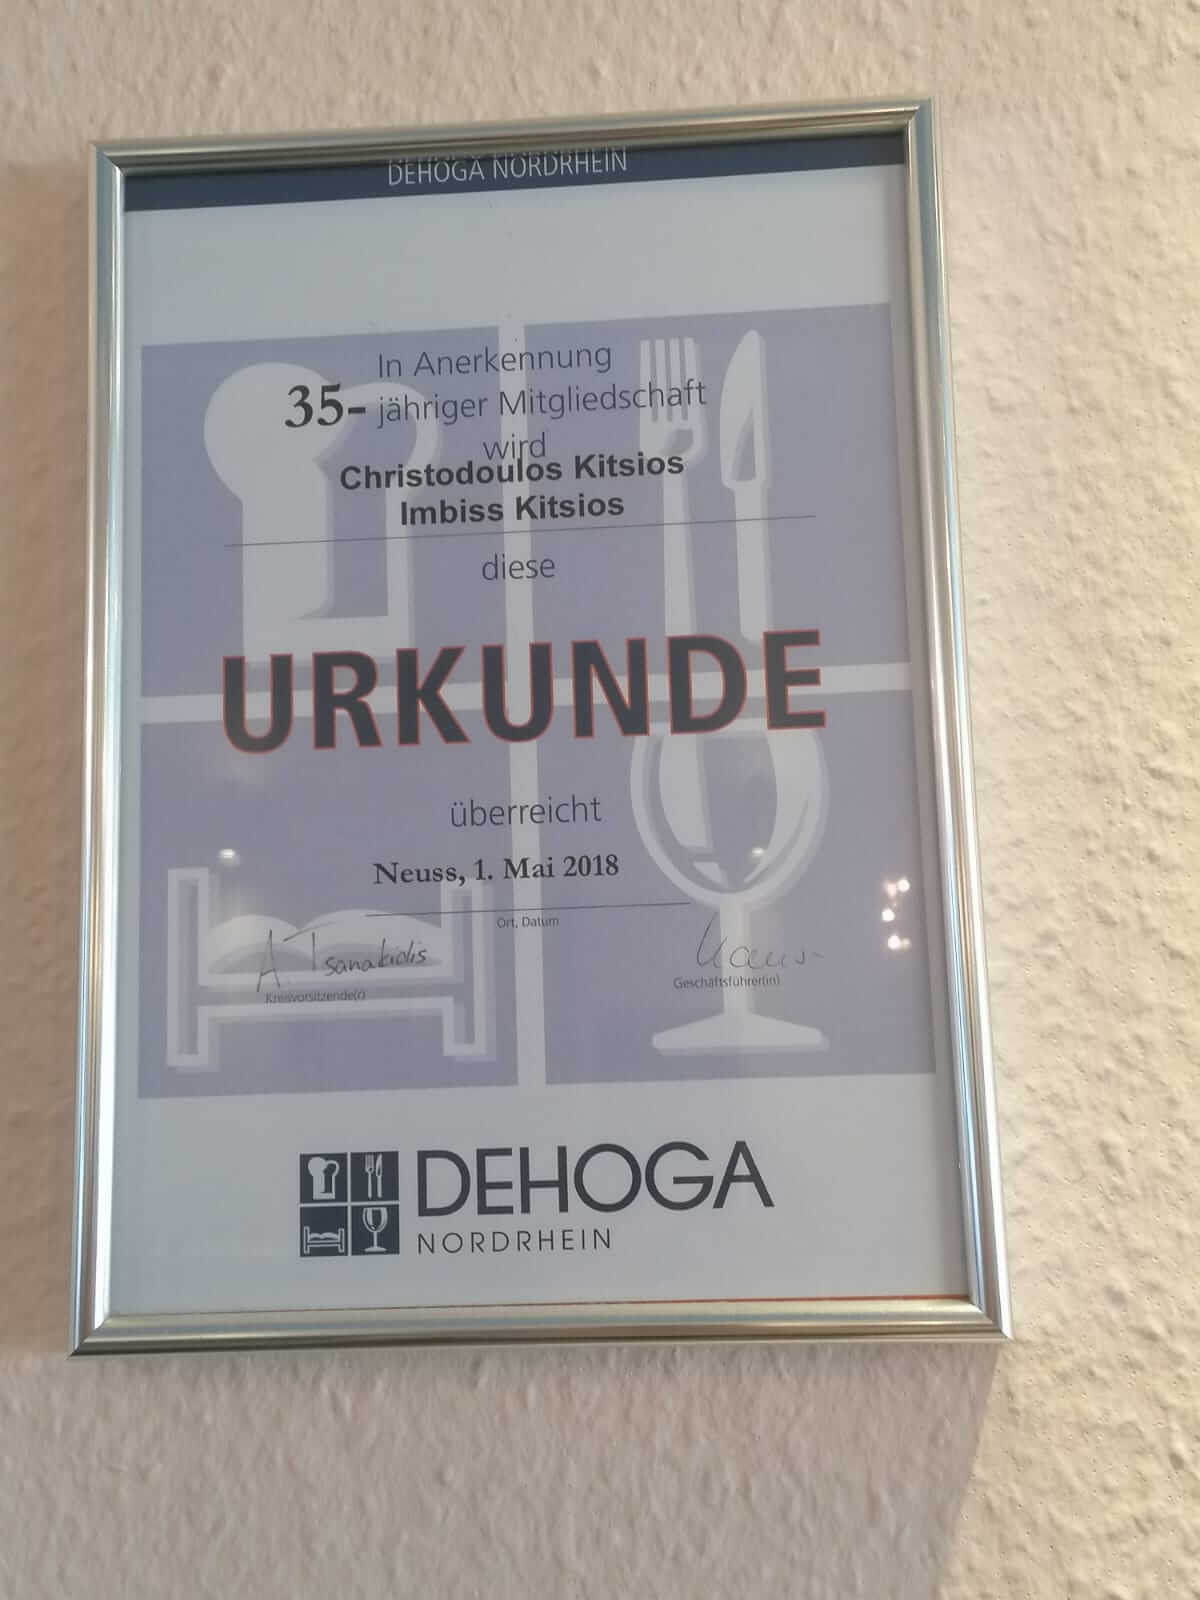 DEHOGA NORDRHEIN
In Anerkennung
35- jähriger Mitgliedschaft
wird
Christodoulos Kitsios
Imbiss Kitsios
diese
URKUNDE
überreicht
Neuss, 1. Mai 2018
Ort, Datum
A. Tsanakidis
Kreisvorsitzende(r)
Geschäftsführer(in)
DEHOGA
NORDRHEIN